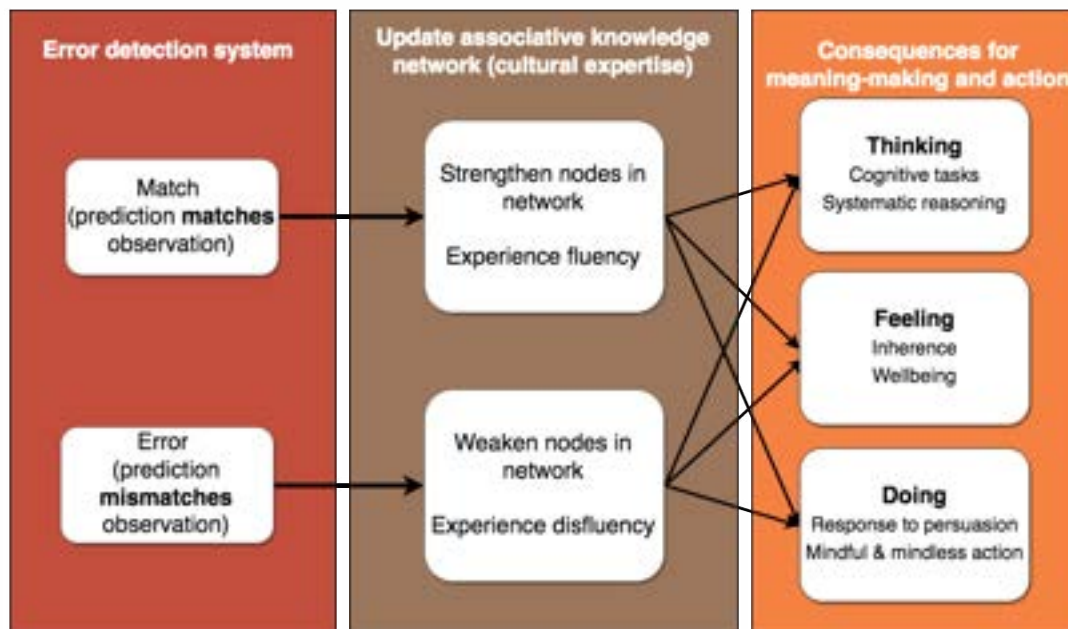 Error detection system
Match
(prediction matches
observation)
Error
(prediction
mismatches
observation)
Update associative knowledge
network (cultural expertise)
Strengthen nodes in
network
Experience fluency
Weaken nodes in
network
Experience disfluency
Consequences for
meaning-making and action
Thinking
Cognitive tasks
Systematic reasoning
Feeling
Inherence
Wellbeing
Doing
Response to persuasion
Mindful & mindless action